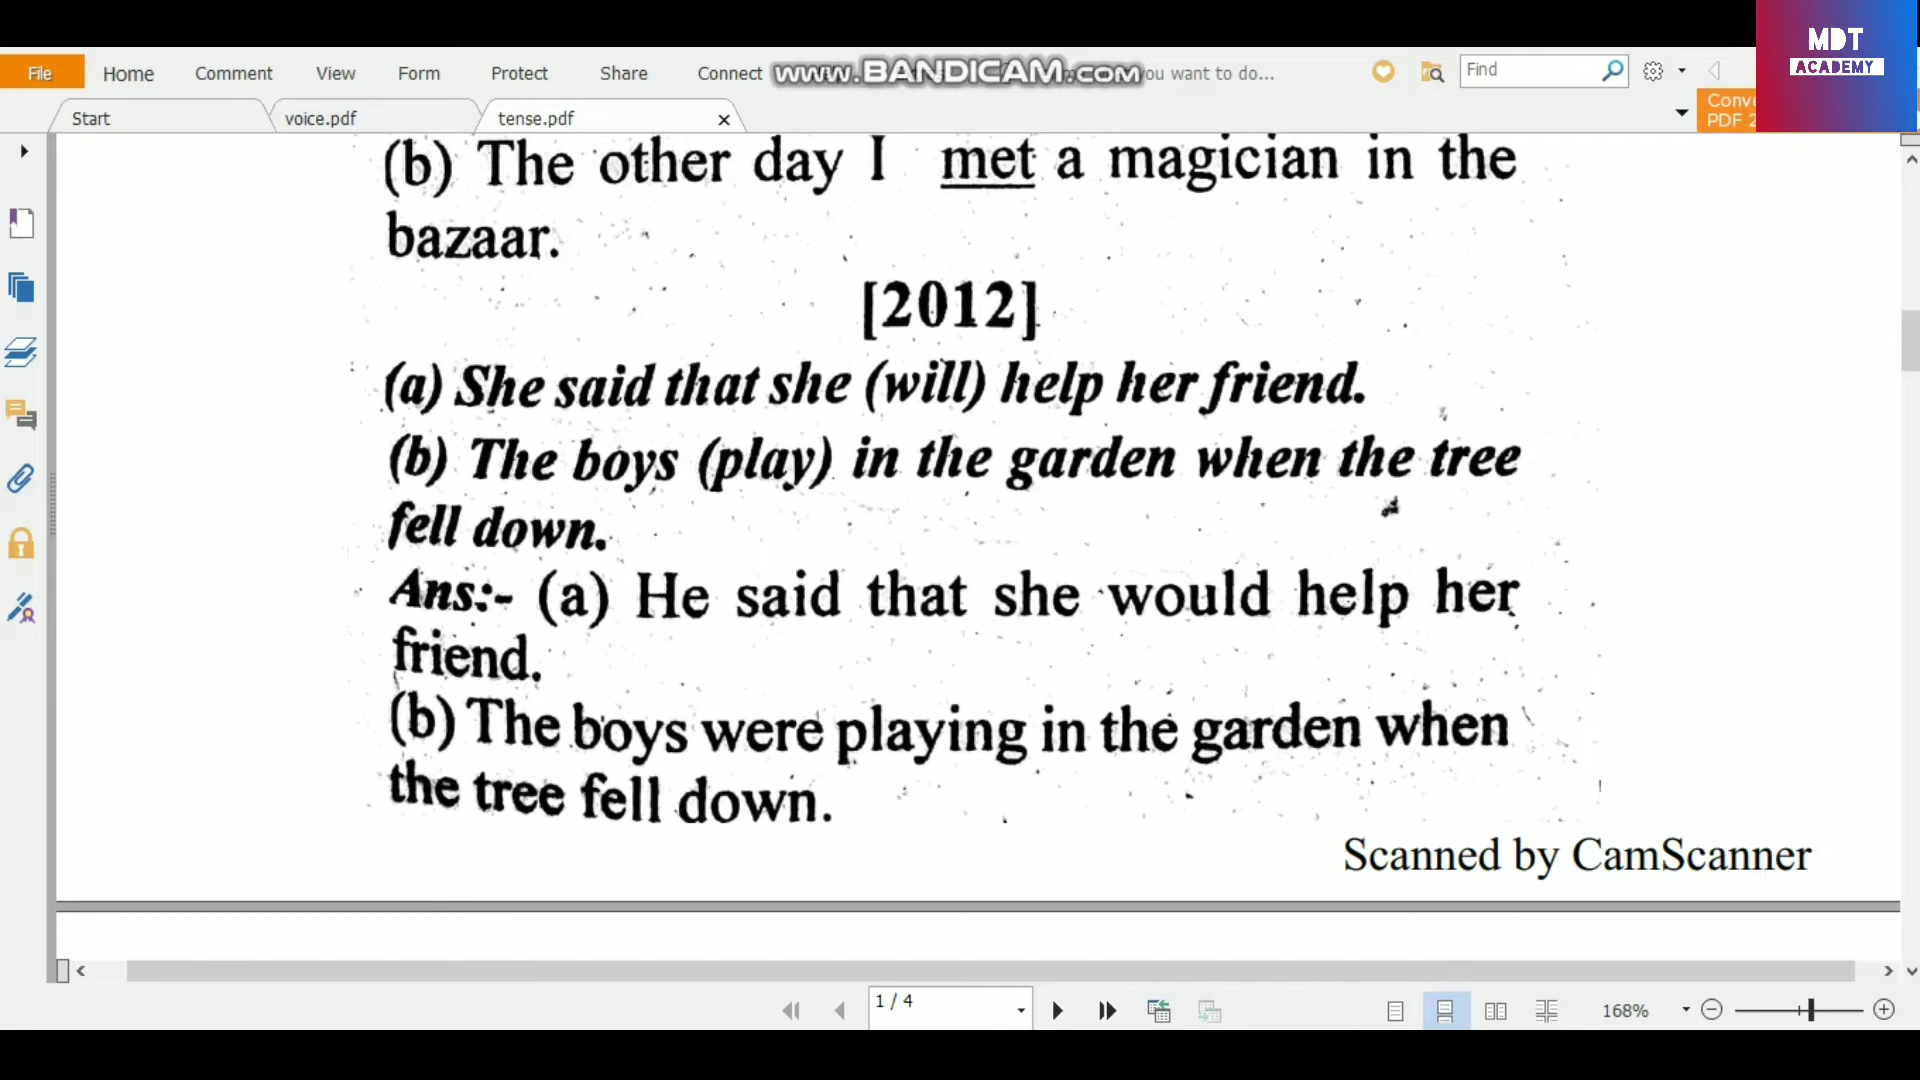 MDT
ACADEMY
File Home Comment View Form Protect Share Connect www.BANDICAM.com you want to do... Find
Start voice.pdf tense.pdf
Conve
PDF 2
(b) The other day I met a magician in the
bazaar.
[2012]
(a) She said that she (will) help her friend.
(b) The boys (play) in the garden when the tree
fell down.
Ans:- (a) He said that she would help her
friend.
(b) The boys were playing in the garden when
the tree fell down.
Scanned by CamScanner
1 / 4 168%